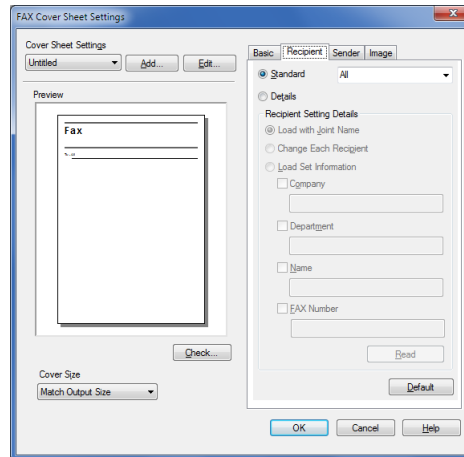 FAX Cover Sheet Settings
Cover Sheet Settings
Untitled
Add...
Edit...
Preview
Fax
Check...
Cover Size
Match Output Size
Basic
Recipient
Sender
Image
Standard
All
Details
Recipient Setting Details
Load with Joint Name
Change Each Recipient
Load Set Information
Company
Department
Name
FAX Number
Read
Default
OK
Cancel
Help